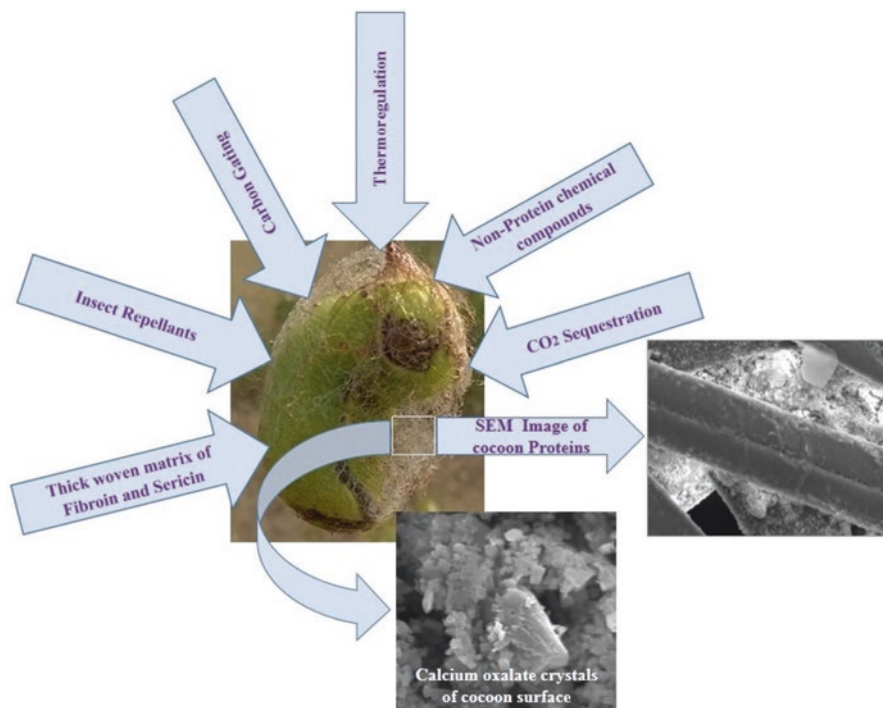 Thermoregulation
Carbon Gating
Non-Protein chemical
compounds
Insect Repellants
CO₂ Sequestration
SEM Image of
cocoon Proteins
Thick woven matrix of
Fibroin and Sericin
Calcium oxalate crystals
of cocoon surface